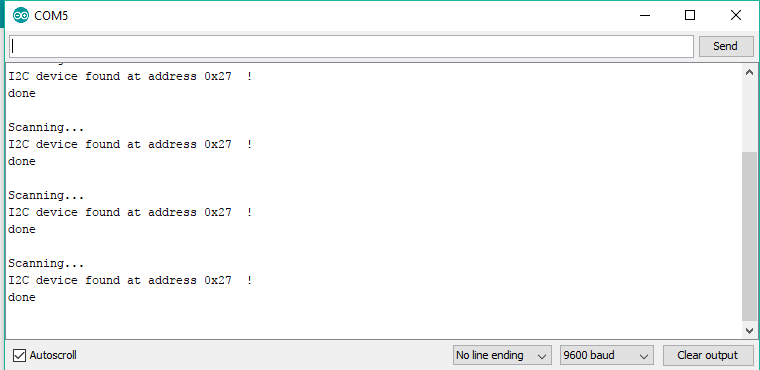 COM5
Send
I2C device found at address 0x27  !
done
Scanning...
I2C device found at address 0x27  !
done
Scanning...
I2C device found at address 0x27  !
done
Scanning...
I2C device found at address 0x27  !
done
Autoscroll
No line ending
9600 baud
Clear output